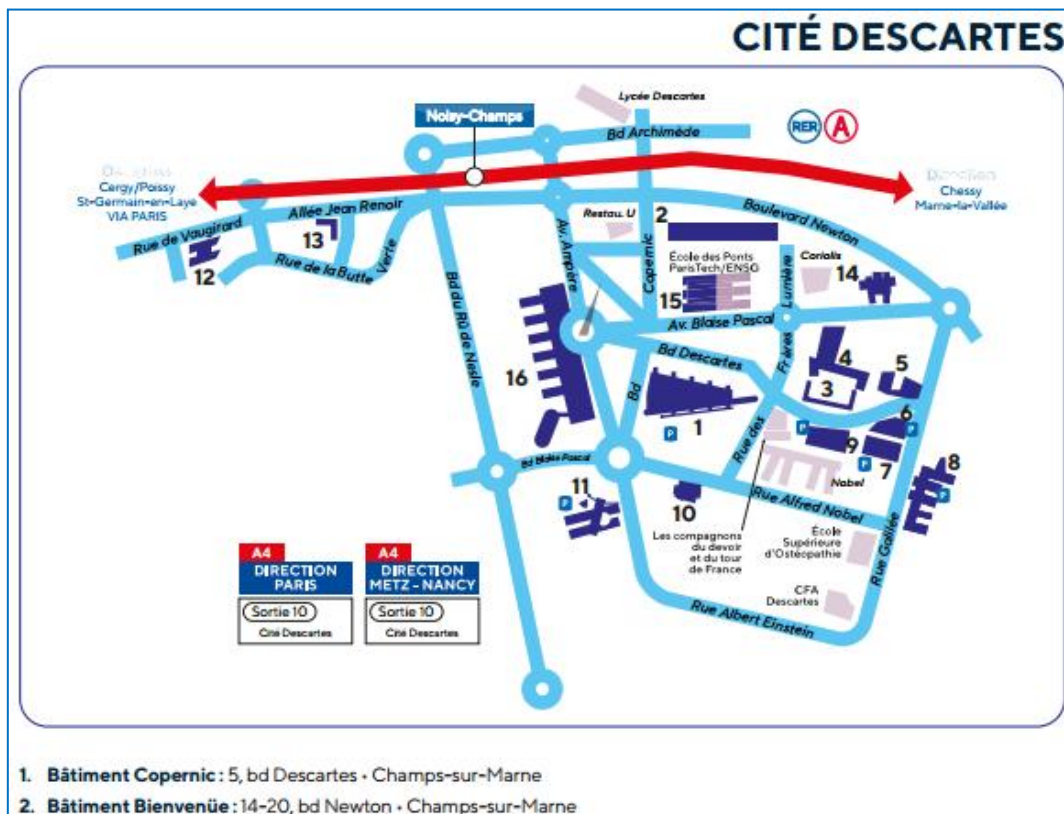 CITÉ DESCARTES
Lycée Descartes
Noisy-Champs
Bd Archimède
RER A
Cergy/Poissy
St-Germain-en-Laye
VIA PARIS
Direction
Chessy
Marne-la-Vallée
Allée Jean Renoir
Rue de Vaugirard
13
12
Rue de la Butte
Verte
Restau. U
2
Boulevard Newton
Av. Ampère
Copernic
École des Ponts
ParisTech/ENSG
15
Lumière
Coriolis
14
Av. Blaise Pascal
Bd du Rû de Nesle
16
Bd Descartes
Frères
4
5
3
Bd
1
P
P
6
9
P
7
P
8
P
Rue des
Nobel
Bd Blaise Pascal
11
P
10
Rue Alfred Nobel
Les compagnons
du devoir
et du tour
de France
École
Supérieure
d'Ostéopathie
Rue Galilée
CFA
Descartes
Rue Albert Einstein
A4
DIRECTION
PARIS
Sortie 10
Cité Descartes
A4
DIRECTION
METZ - NANCY
Sortie 10
Cité Descartes
1. Bâtiment Copernic : 5, bd Descartes • Champs-sur-Marne
2. Bâtiment Bienvenüe : 14-20, bd Newton • Champs-sur-Marne